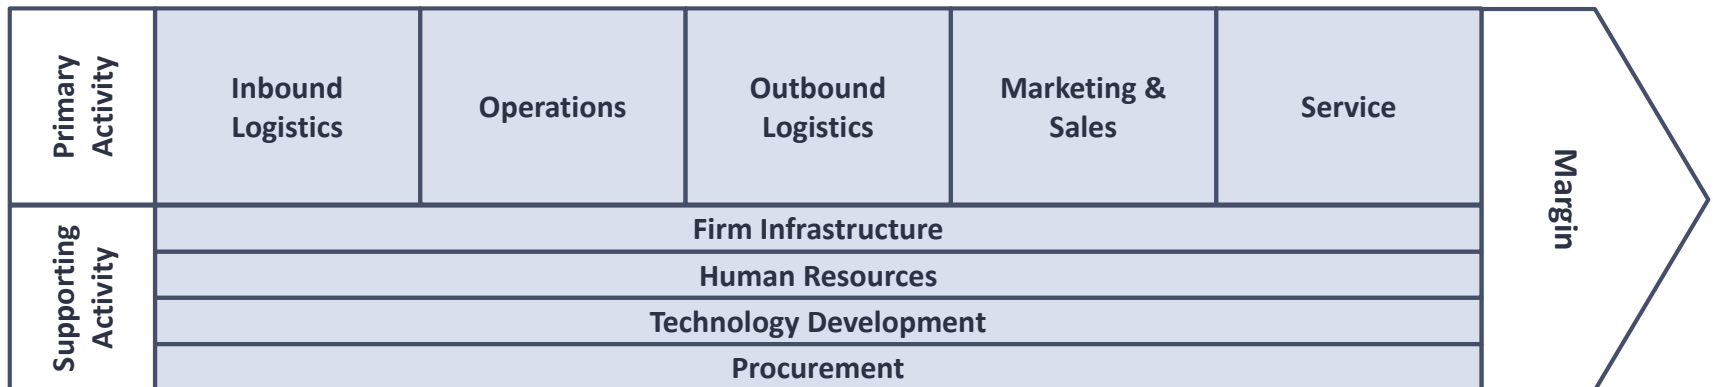 Primary
Activity
Inbound
Logistics
Operations
Outbound
Logistics
Marketing &
Sales
Service
Margin
Supporting
Activity
Firm Infrastructure
Human Resources
Technology Development
Procurement